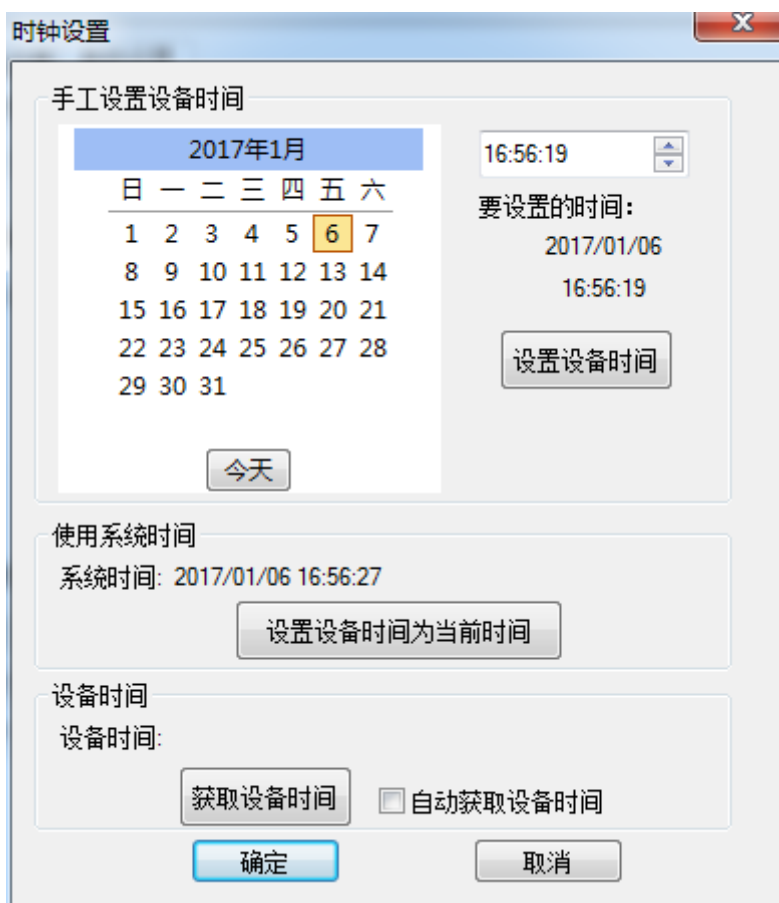 时钟设置
手工设置设备时间
2017年1月
日 一 二 三 四 五 六
1 2 3 4 5 6 7
8 9 10 11 12 13 14
15 16 17 18 19 20 21
22 23 24 25 26 27 28
29 30 31
今天
16:56:19
要设置的时间：
2017/01/06
16:56:19
设置设备时间
使用系统时间
系统时间: 2017/01/06 16:56:27
设置设备时间为当前时间
设备时间
设备时间:
获取设备时间 自动获取设备时间
确定 取消